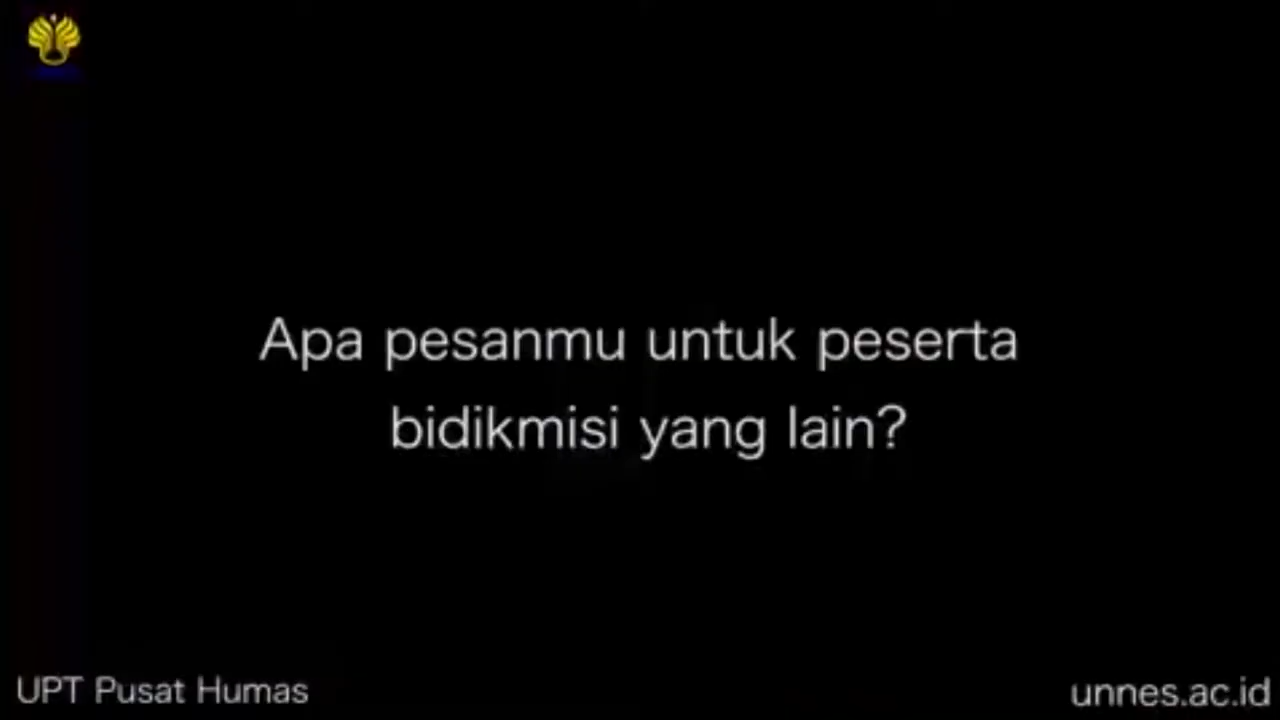 Apa pesanmu untuk peserta
bidikmisi yang lain?
UPT Pusat Humas
unnes.ac.id